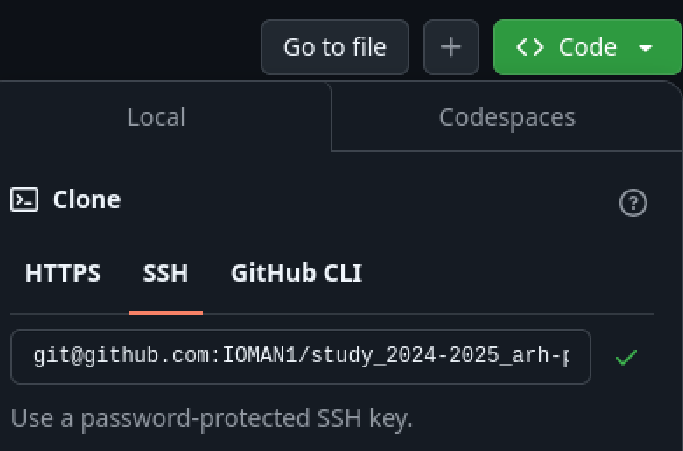 Go to file + <> Code
Local Codespaces
Clone ?
HTTPS SSH GitHub CLI
git@github.com:IOMAN1/study_2024-2025_arh-p
Use a password-protected SSH key.